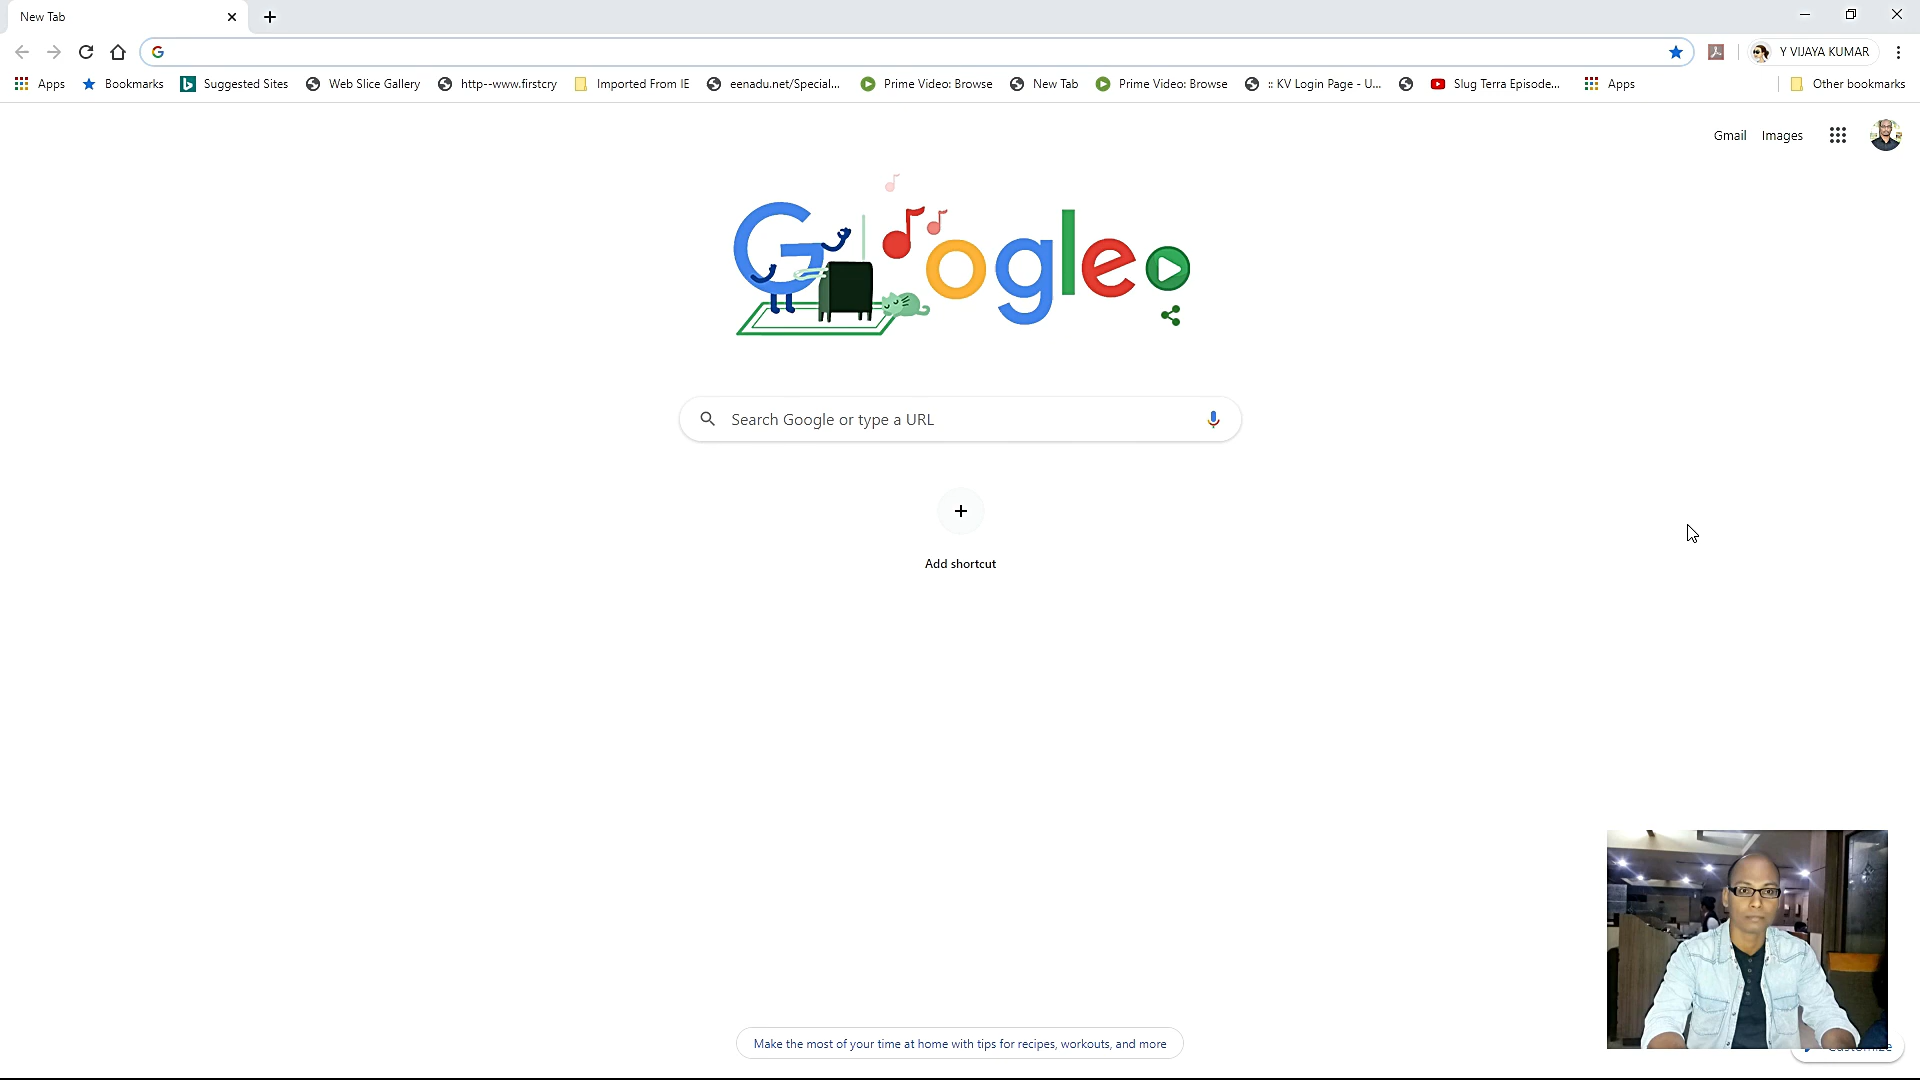 New Tab
Y VIJAYA KUMAR
Apps Bookmarks Suggested Sites Web Slice Gallery http--www.firstcry Imported From IE eenadu.net/Special... Prime Video: Browse New Tab Prime Video: Browse :: KV Login Page - U... Slug Terra Episode... Apps Other bookmarks
Gmail Images
Google
Search Google or type a URL
Add shortcut
Make the most of your time at home with tips for recipes, workouts, and more
Customize